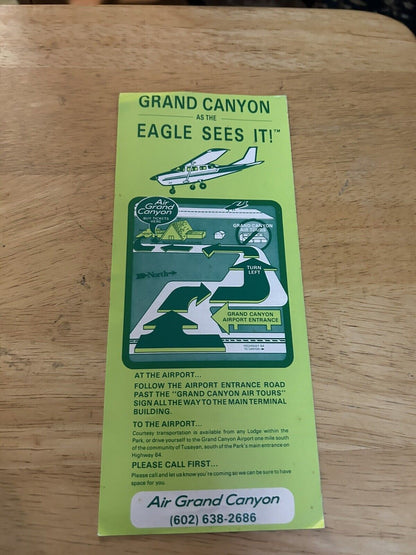 GRAND CANYON
AS THE
EAGLE SEES IT!™
Air
Grand
Canyon
BUY TICKETS
HERE
GRAND CANYON
AIR TOURS
North
TURN
LEFT
GRAND CANYON
AIRPORT ENTRANCE
AT THE AIRPORT...
FOLLOW THE AIRPORT ENTRANCE ROAD
PAST THE "GRAND CANYON AIR TOURS"
SIGN ALL THE WAY TO THE MAIN TERMINAL
BUILDING.
TO THE AIRPORT...
Courtesy transportation is available from any Lodge within the
Park, or drive yourself to the Grand Canyon Airport one mile south
of the community of Tusayan, south of the Park's main entrance on
Highway 64.
PLEASE CALL FIRST...
Please call and let us know you're coming so we can be sure to have
space for you.
Air Grand Canyon
(602) 638-2686